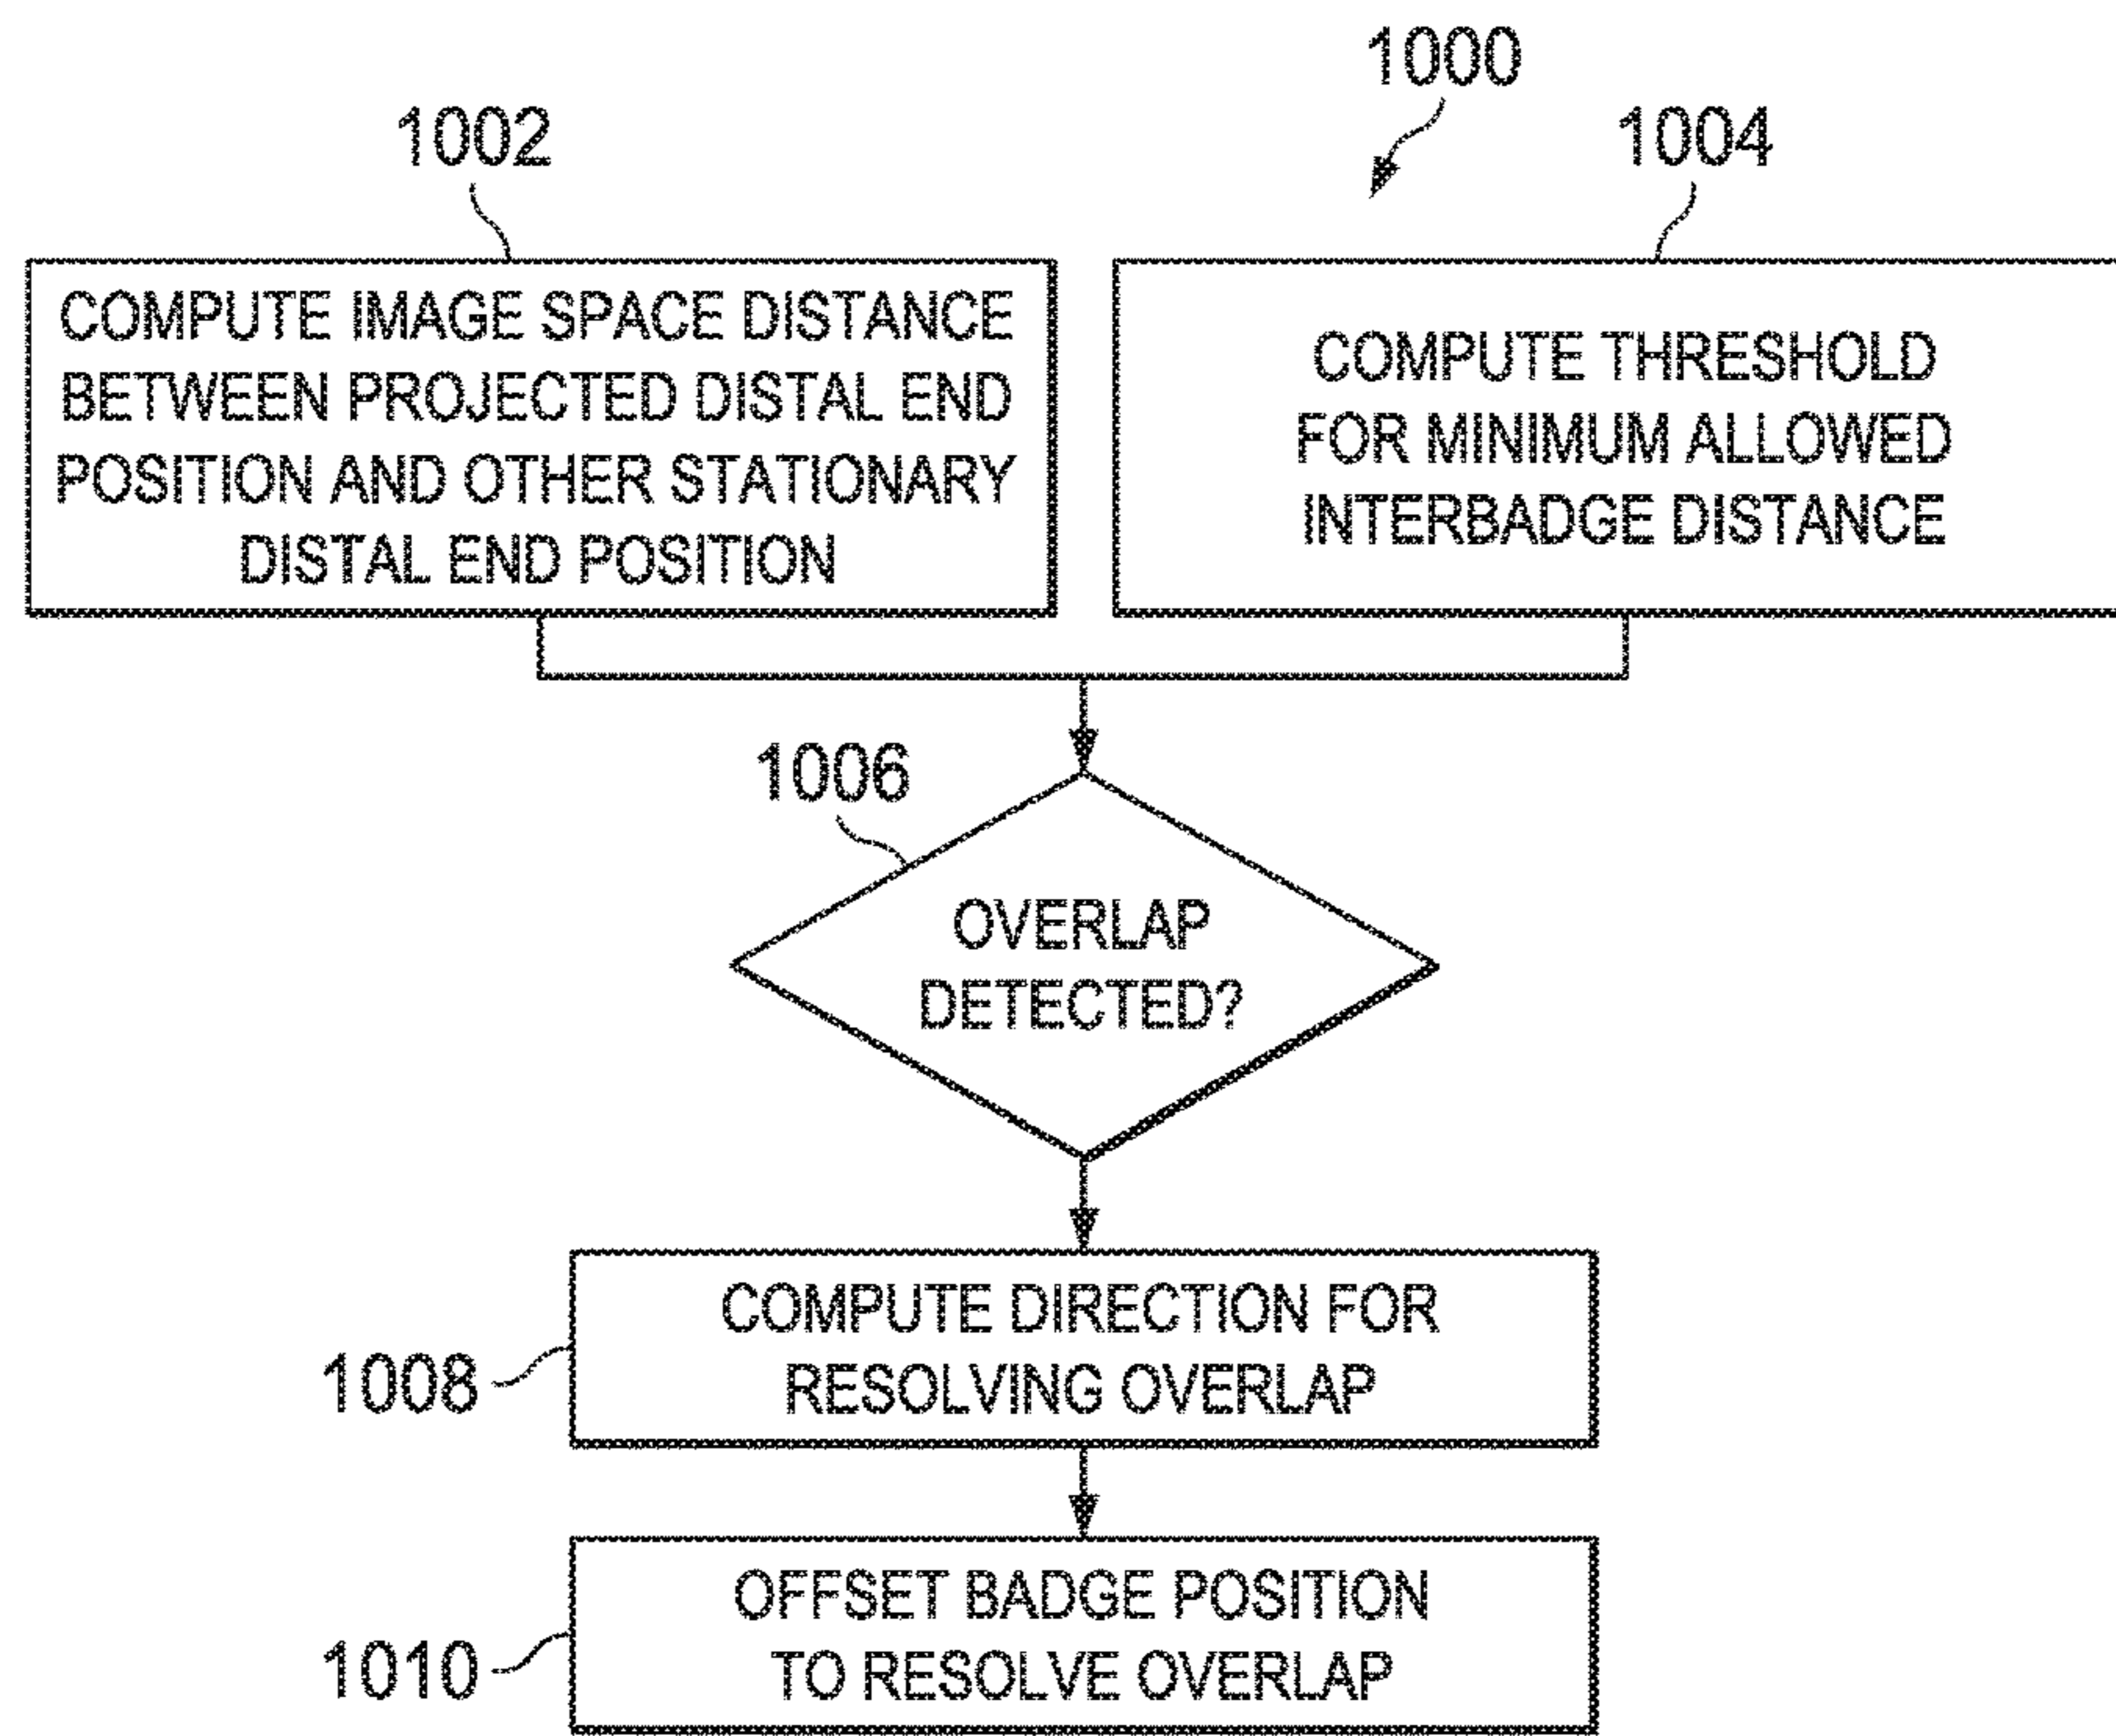 1000
1002
1004
COMPUTE IMAGE SPACE DISTANCE
BETWEEN PROJECTED DISTAL END
POSITION AND OTHER STATIONARY
DISTAL END POSITION
COMPUTE THRESHOLD
FOR MINIMUM ALLOWED
INTERBADGE DISTANCE
1006
OVERLAP
DETECTED?
1008
COMPUTE DIRECTION FOR
RESOLVING OVERLAP
1010
OFFSET BADGE POSITION
TO RESOLVE OVERLAP